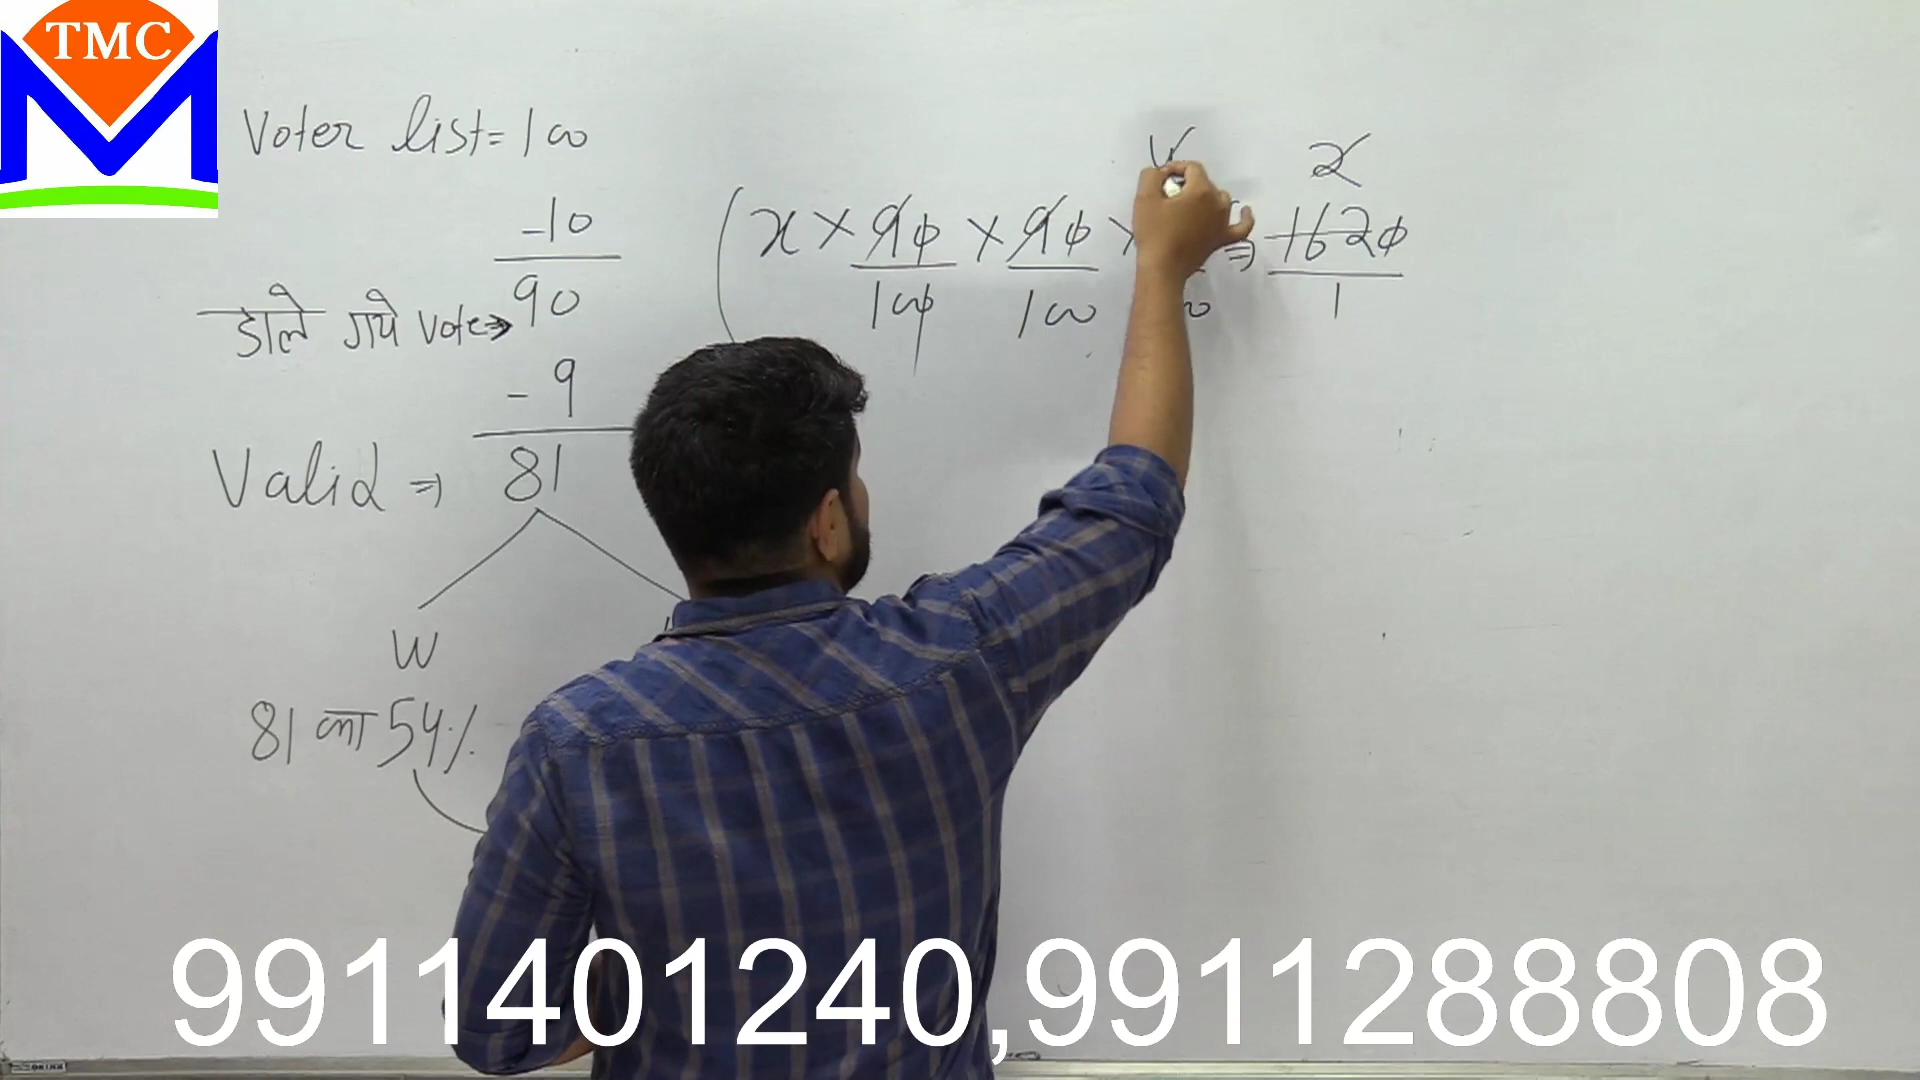 TMC
Voter list = 100
- 10
90
डाले गये Vote ⇒
- 9
Valid ⇒ 81
W
81 का 54%
x × 90/100 × 90/100 × ⇒ 1620/1
2
9911401240,9911288808